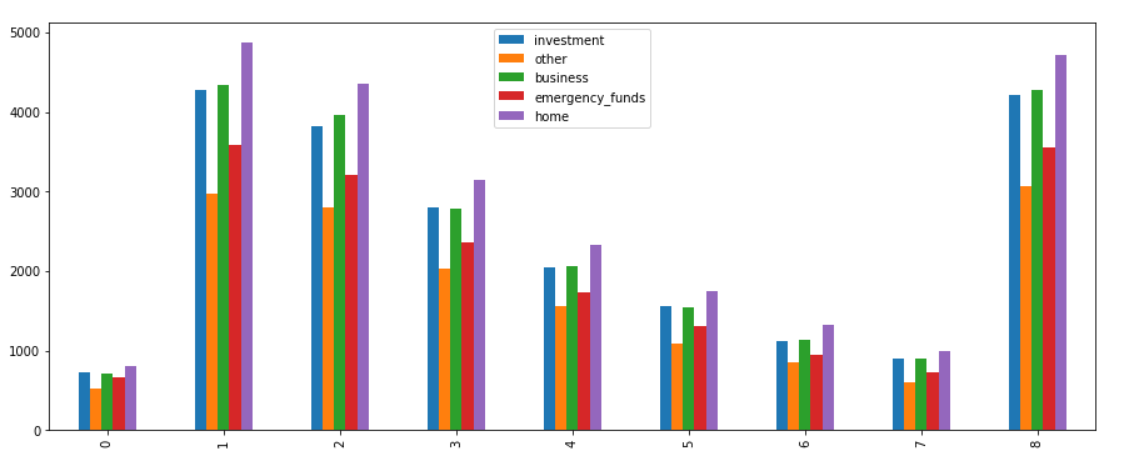 5000
4000
3000
2000
1000
0
investment
other
business
emergency_funds
home
0 1 2 3 4 5 6 7 8